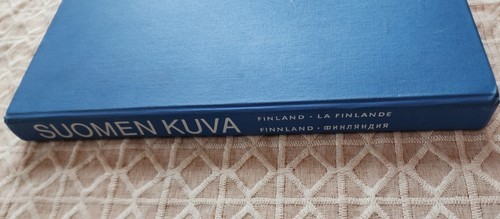 SUOMEN KUVA
FINLAND · LA FINLANDE
FINNLAND · ФИНЛЯНДИЯ